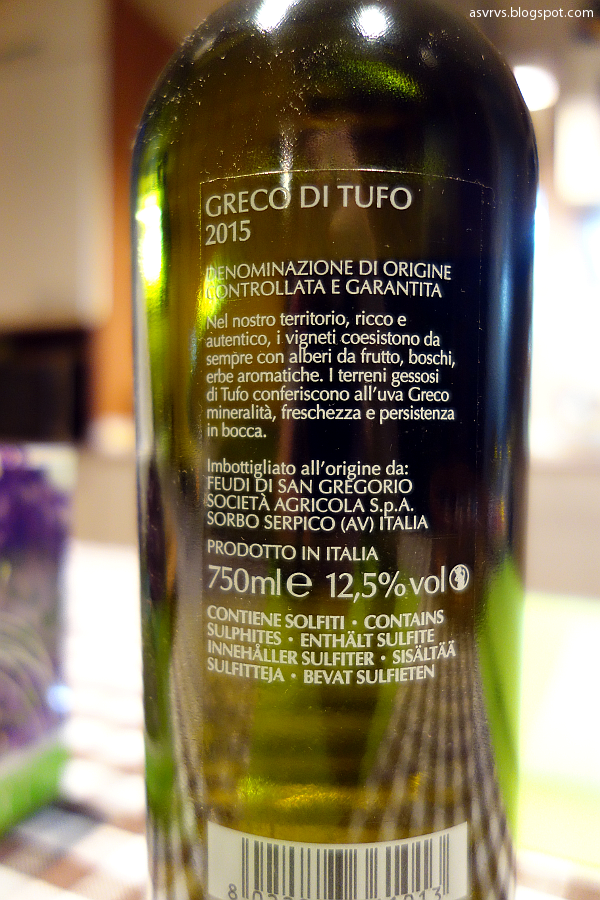 asvrvs.blogspot.com
GRECO DI TUFO
2015
DENOMINAZIONE DI ORIGINE
CONTROLLATA E GARANTITA
Nel nostro territorio, ricco e
autentico, i vigneti coesistono da
sempre con alberi da frutto, boschi,
erbe aromatiche. I terreni gessosi
di Tufo conferiscono all'uva Greco
mineralità, freschezza e persistenza
in bocca.
Imbottigliato all'origine da:
FEUDI DI SAN GREGORIO
SOCIETÀ AGRICOLA S.p.A.
SORBO SERPICO (AV) ITALIA
PRODOTTO IN ITALIA
750ml e 12,5% vol
CONTIENE SOLFITI • CONTAINS
SULPHITES • ENTHÄLT SULFITE
INNEHÅLLER SULFITER • SISÄLTÄÄ
SULFITTEJA • BEVAT SULFIETEN